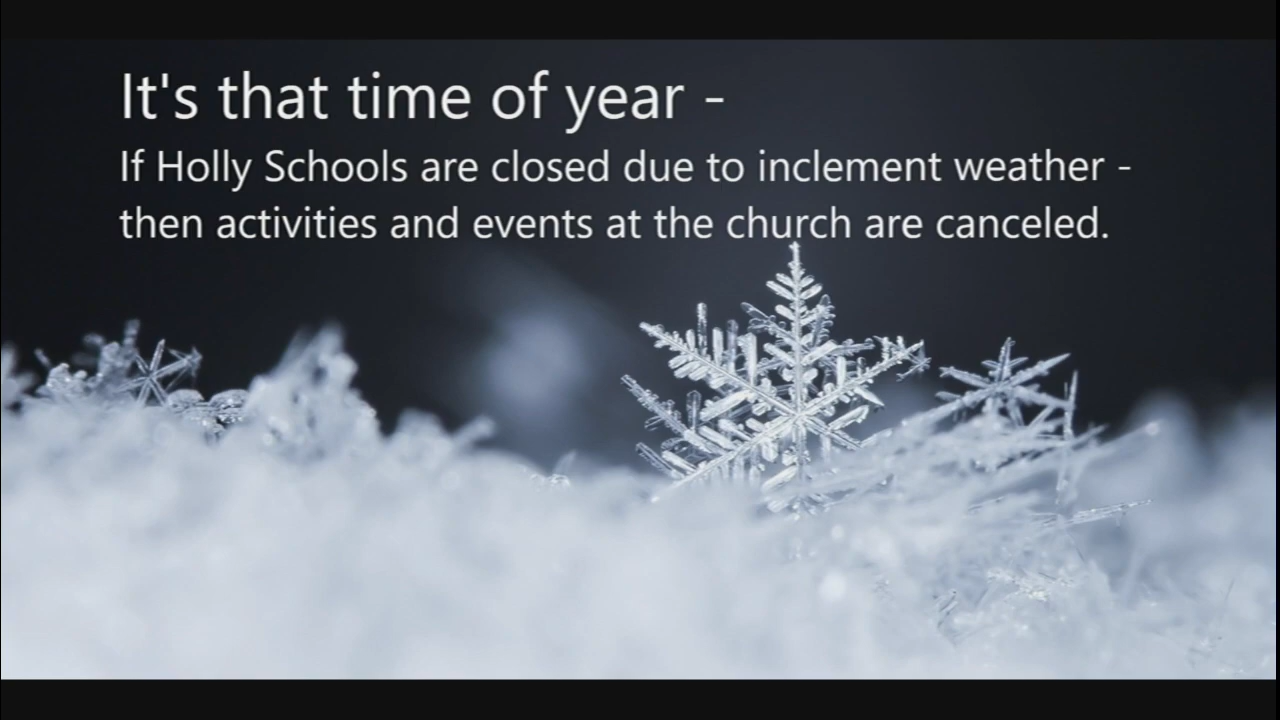 It's that time of year -
If Holly Schools are closed due to inclement weather -
then activities and events at the church are canceled.